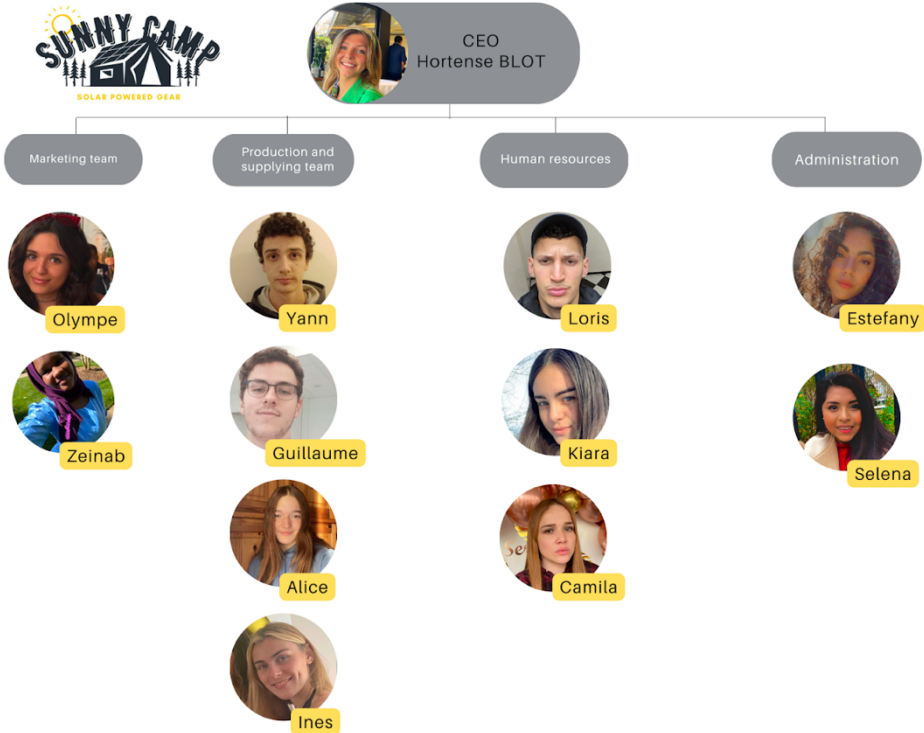 SUNNY CAMP
SOLAR POWERED GEAR
CEO
Hortense BLOT
Marketing team
Production and
supplying team
Human resources
Administration
Olympe
Yann
Loris
Estefany
Zeinab
Guillaume
Kiara
Selena
Alice
Camila
Ines